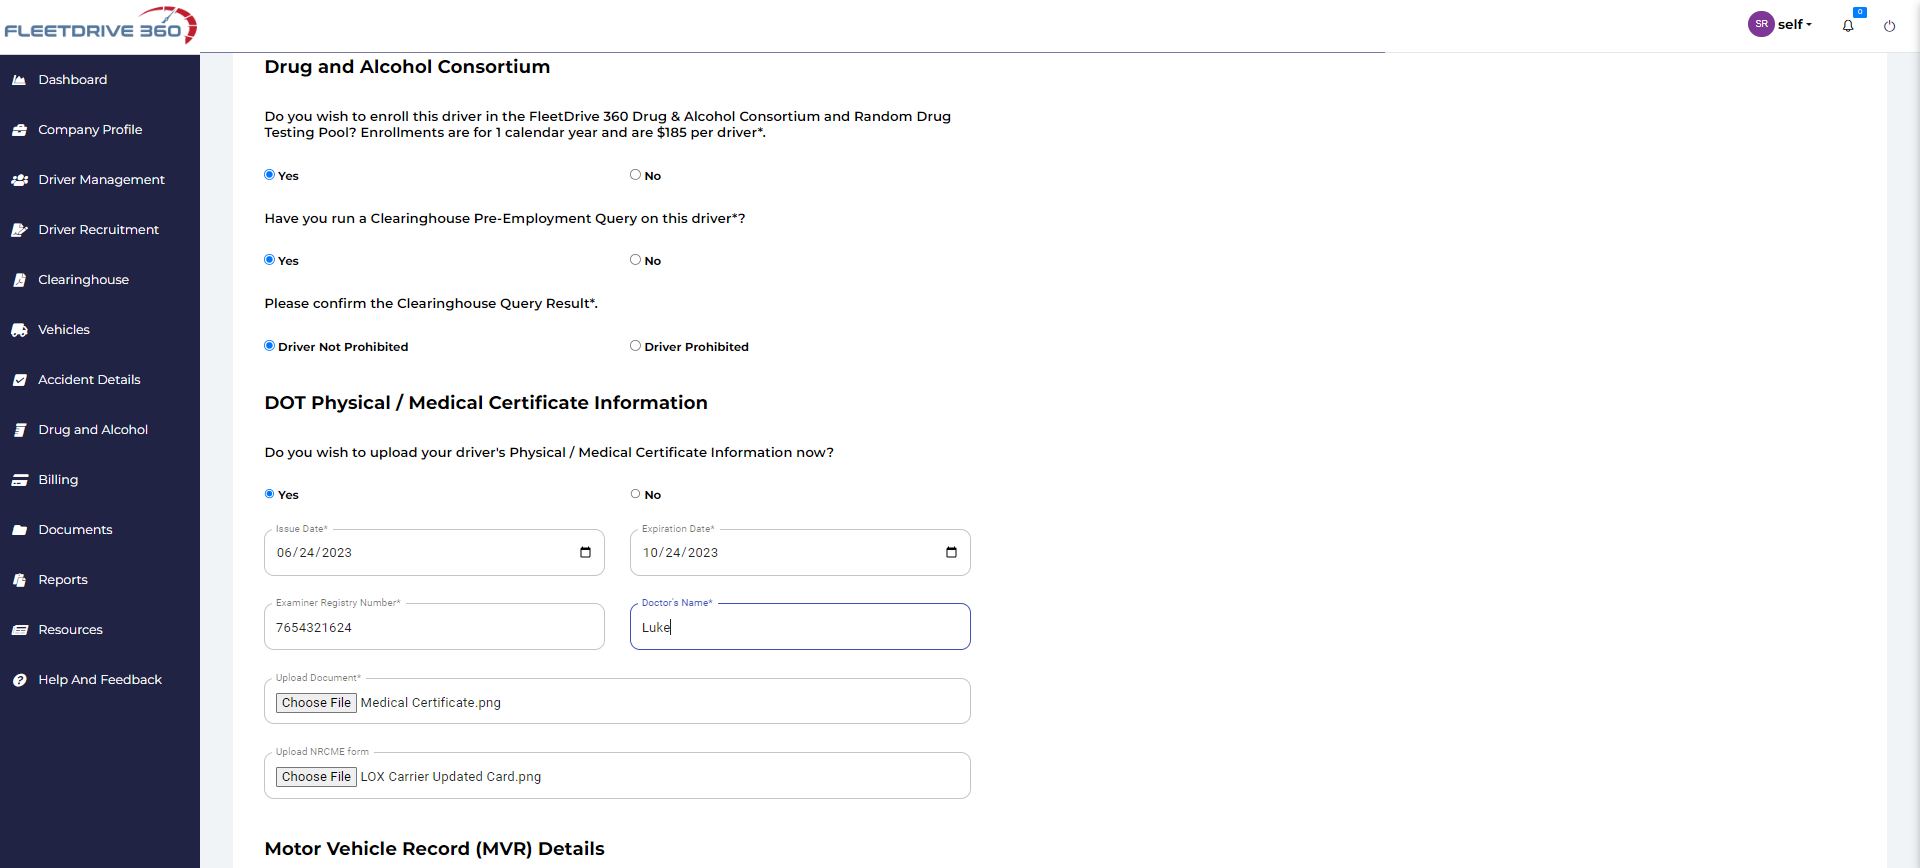 FLEETDRIVE 360
SR self
0
Dashboard
Company Profile
Driver Management
Driver Recruitment
Clearinghouse
Vehicles
Accident Details
Drug and Alcohol
Billing
Documents
Reports
Resources
Help And Feedback
Drug and Alcohol Consortium
Do you wish to enroll this driver in the FleetDrive 360 Drug & Alcohol Consortium and Random Drug
Testing Pool? Enrollments are for 1 calendar year and are $185 per driver*.
Yes No
Have you run a Clearinghouse Pre-Employment Query on this driver*?
Yes No
Please confirm the Clearinghouse Query Result*.
Driver Not Prohibited Driver Prohibited
DOT Physical / Medical Certificate Information
Do you wish to upload your driver's Physical / Medical Certificate Information now?
Yes No
Issue Date* Expiration Date*
06/24/2023 10/24/2023
Examiner Registry Number* Doctor's Name*
7654321624 Luke
Upload Document*
Choose File Medical Certificate.png
Upload NRCME form
Choose File LOX Carrier Updated Card.png
Motor Vehicle Record (MVR) Details